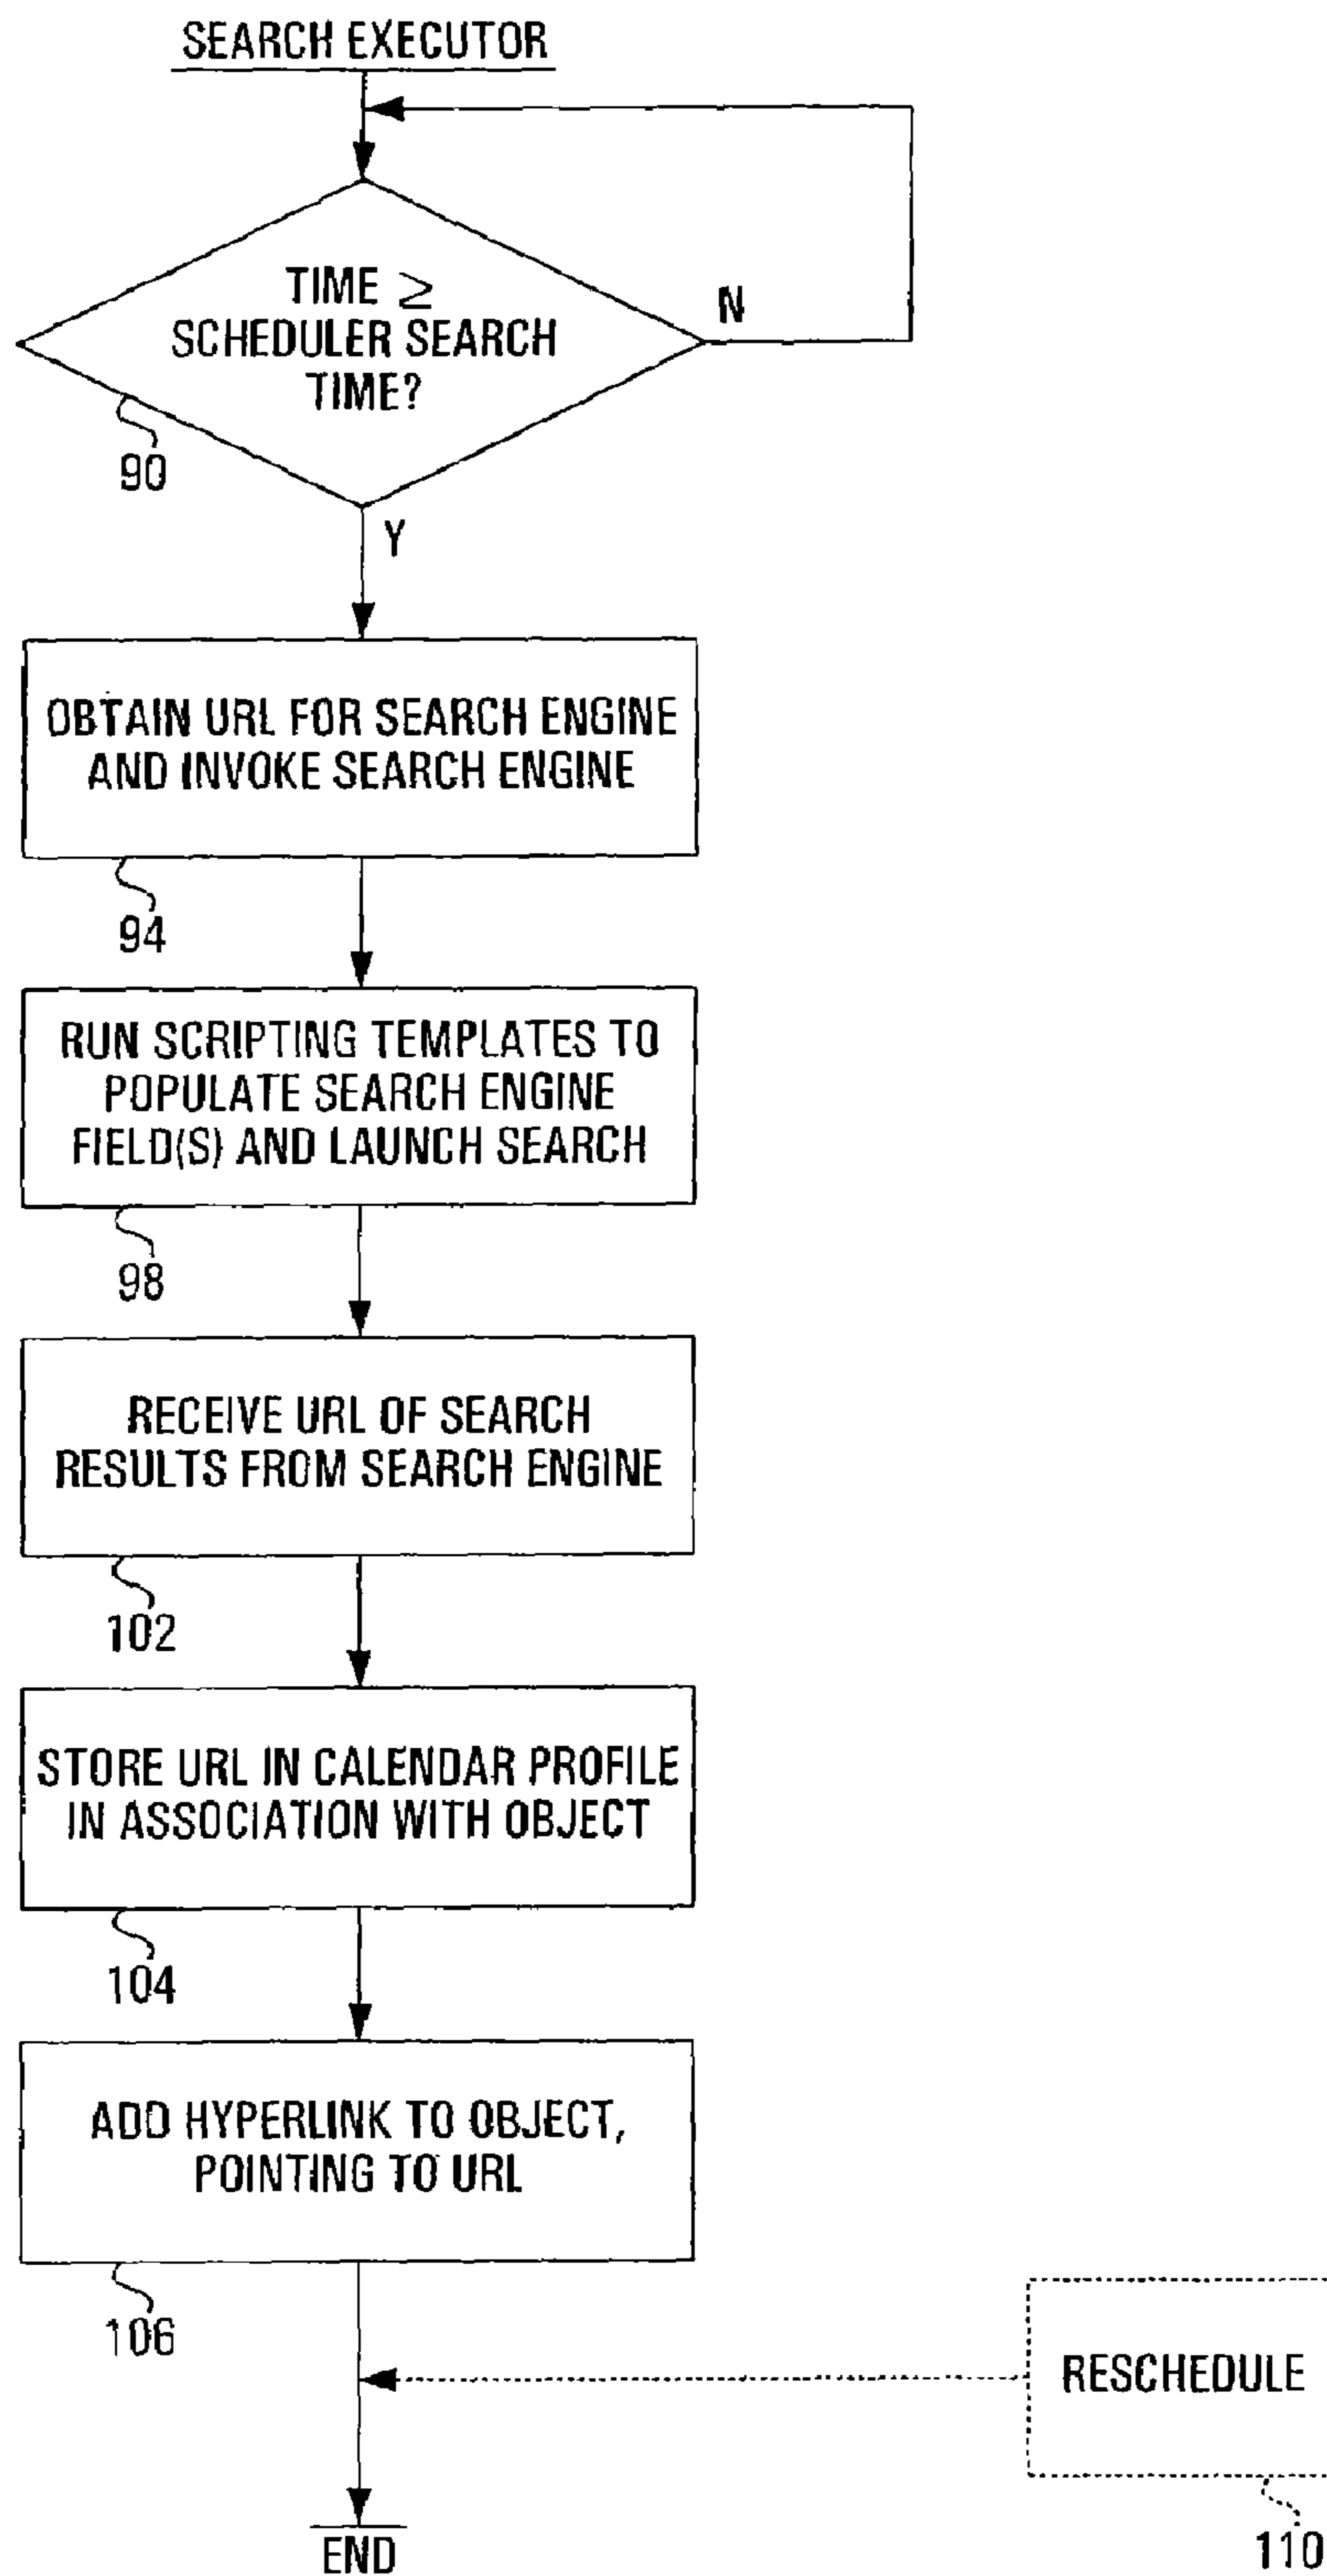 SEARCH EXECUTOR
TIME ≥
SCHEDULER SEARCH
TIME?
N
90
Y
OBTAIN URL FOR SEARCH ENGINE
AND INVOKE SEARCH ENGINE
94
RUN SCRIPTING TEMPLATES TO
POPULATE SEARCH ENGINE
FIELD(S) AND LAUNCH SEARCH
98
RECEIVE URL OF SEARCH
RESULTS FROM SEARCH ENGINE
102
STORE URL IN CALENDAR PROFILE
IN ASSOCIATION WITH OBJECT
104
ADD HYPERLINK TO OBJECT,
POINTING TO URL
106
RESCHEDULE
110
END